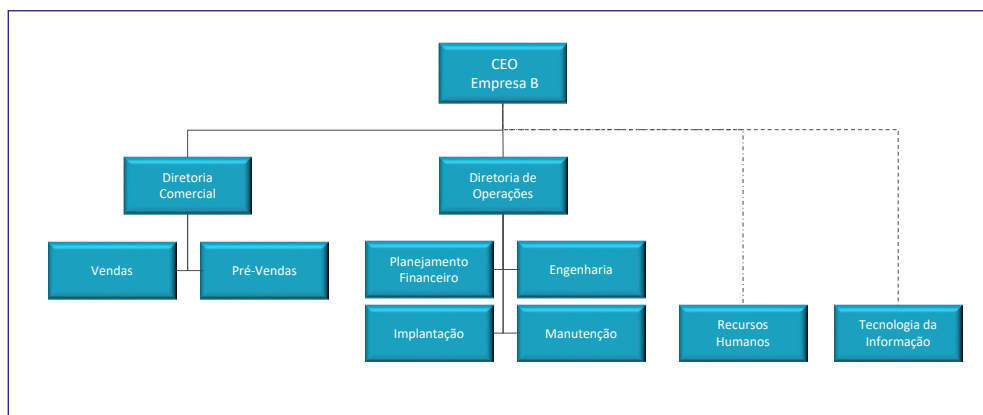 CEO
Empresa B
Diretoria
Comercial
Diretoria de
Operações
Vendas
Pré-Vendas
Planejamento
Financeiro
Engenharia
Implantação
Manutenção
Recursos
Humanos
Tecnologia da
Informação